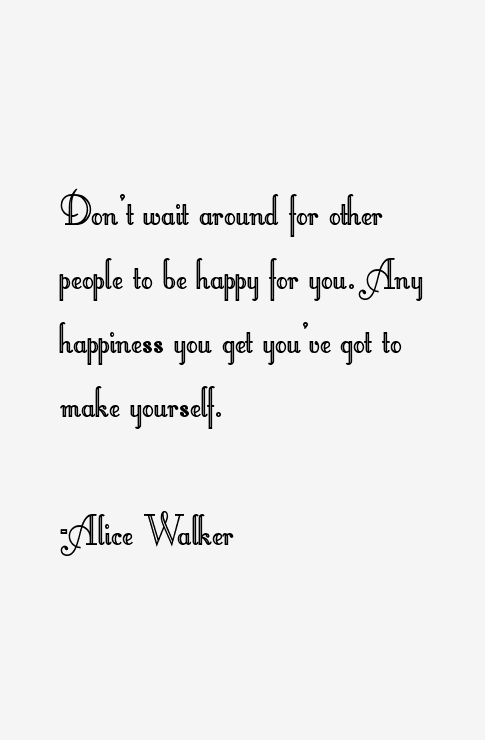 Don't wait around for other
people to be happy for you. Any
happiness you get you've got to
make yourself.
-Alice Walker